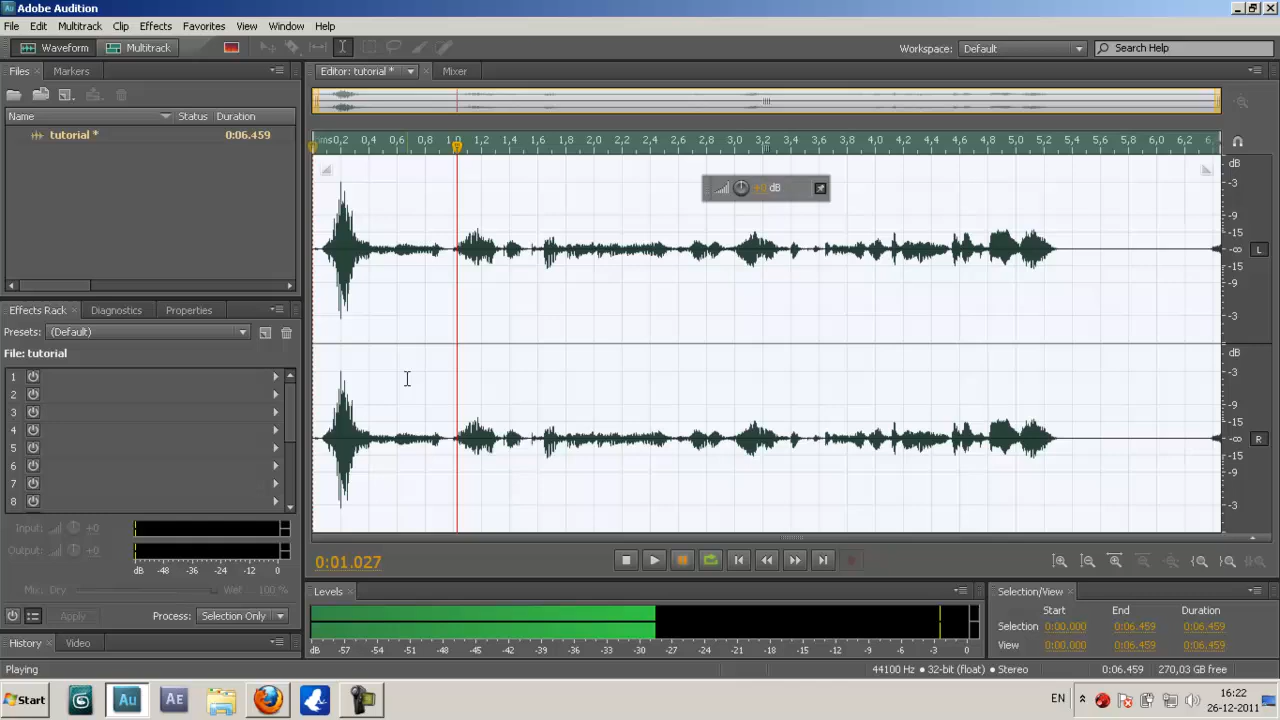 Au Adobe Audition
File Edit Multitrack Clip Effects Favorites View Window Help
Waveform Multitrack Workspace: Default Search Help
Files Markers Editor: tutorial * Mixer
Name Status Duration
tutorial * 0:06.459
ms 0,2 0,4 0,6 0,8 1,0 1,2 1,4 1,6 1,8 2,0 2,2 2,4 2,6 2,8 3,0 3,2 3,4 3,6 3,8 4,0 4,2 4,4 4,6 4,8 5,0 5,2 5,4 5,6 5,8 6,0 6,2
dB
-3
-9
-15
-∞
-15
-9
-3
L
+0 dB
Effects Rack Diagnostics Properties
Presets: (Default)
File: tutorial
1
2
3
4
5
6
7
8
dB
-3
-9
-15
-∞
-15
-9
-3
R
Input: +0
Output: +0
dB -48 -36 -24 -12 0
Mix: Dry Wet 100 %
Apply Process: Selection Only
0:01.027
History Video
Levels
dB -57 -54 -51 -48 -45 -42 -39 -36 -33 -30 -27 -24 -21 -18 -15 -12 -9 -6 -3 0
Selection/View
Start End Duration
Selection 0:00.000 0:06.459 0:06.459
View 0:00.000 0:06.459 0:06.459
Playing 44100 Hz ● 32-bit (float) ● Stereo 0:06.459 270,03 GB free
Start Au AE EN 16:22
26-12-2011